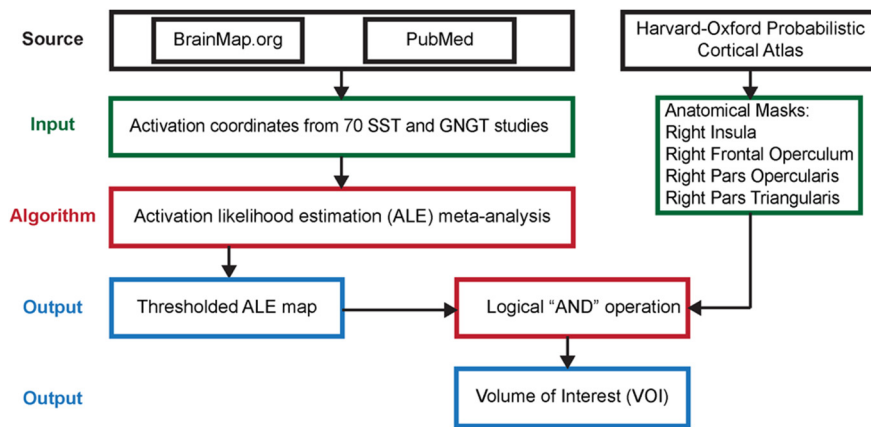 Source
BrainMap.org
PubMed
Harvard-Oxford Probabilistic
Cortical Atlas
Input
Activation coordinates from 70 SST and GNGT studies
Anatomical Masks:
Right Insula
Right Frontal Operculum
Right Pars Opercularis
Right Pars Triangularis
Algorithm
Activation likelihood estimation (ALE) meta-analysis
Output
Thresholded ALE map
Logical “AND” operation
Output
Volume of Interest (VOI)